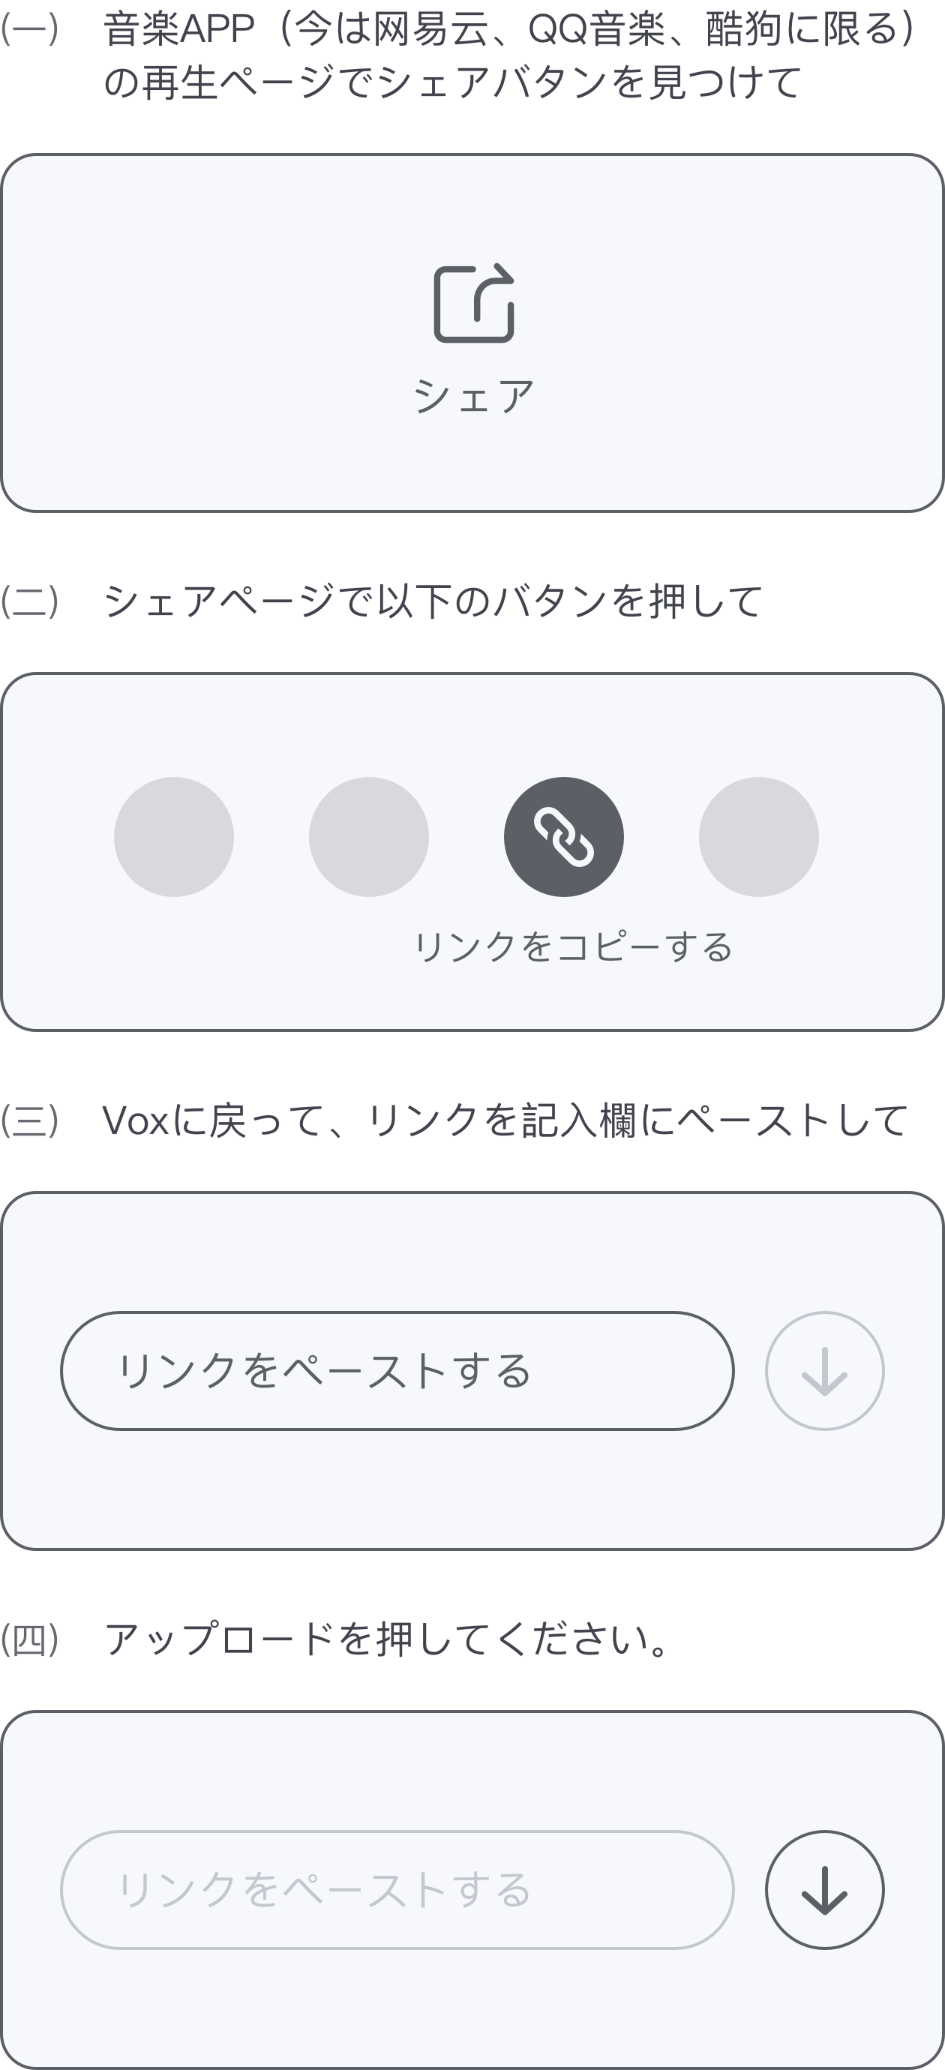 (一) 音楽APP（今は网易云、QQ音楽、酷狗に限る）
の再生ページでシェアバタンを見つけて
シェア
(二) シェアページで以下のバタンを押して
リンクをコピーする
(三) Voxに戻って、リンクを記入欄にペーストして
リンクをペーストする
(四) アップロードを押してください。
リンクをペーストする